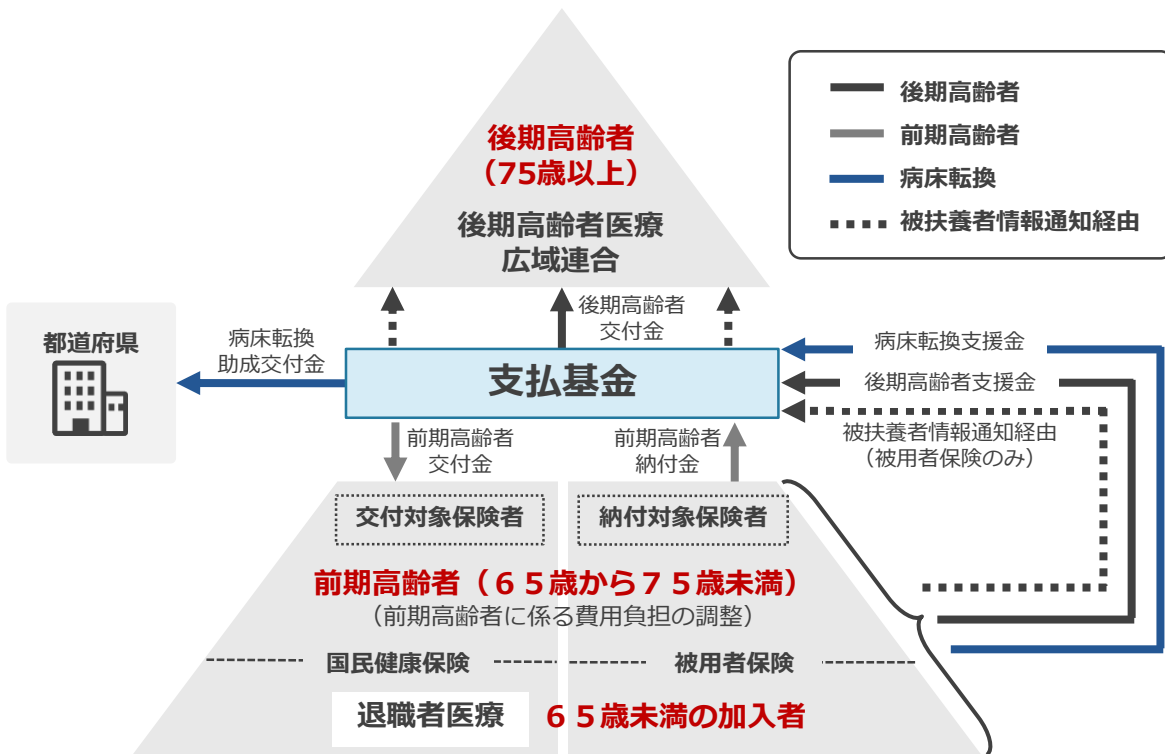 後期高齢者
（75歳以上）
後期高齢者医療
広域連合
後期高齢者
前期高齢者
病床転換
被扶養者情報通知経由
都道府県
病床転換
助成交付金
後期高齢者
交付金
支払基金
病床転換支援金
後期高齢者支援金
被扶養者情報通知経由
（被用者保険のみ）
前期高齢者
交付金
前期高齢者
納付金
交付対象保険者
納付対象保険者
前期高齢者（６５歳から７５歳未満）
（前期高齢者に係る費用負担の調整）
国民健康保険
被用者保険
退職者医療
６５歳未満の加入者